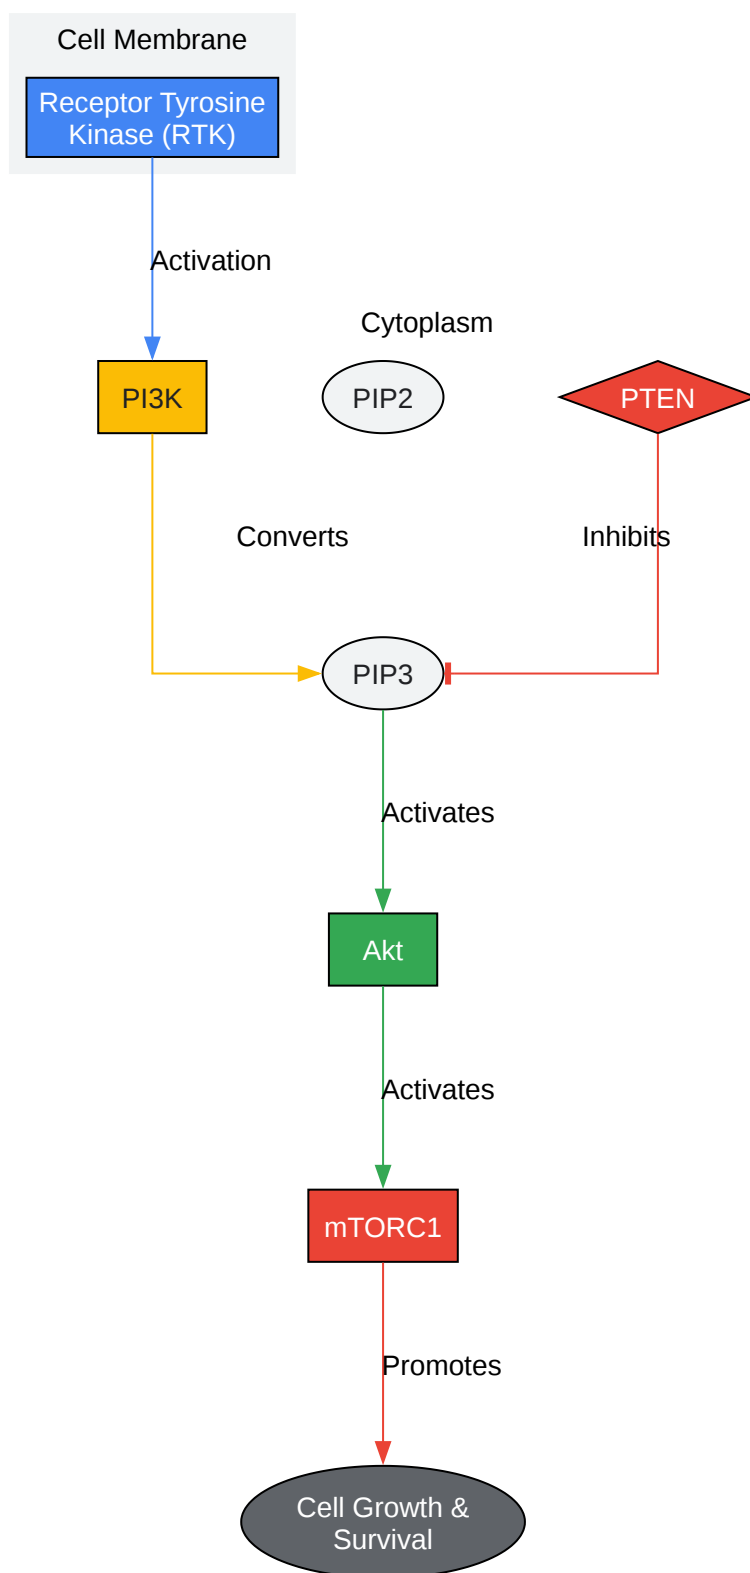 Cell Membrane
Receptor Tyrosine
Kinase (RTK)
Activation
Cytoplasm
PI3K
PIP2
PTEN
Converts
Inhibits
PIP3
Activates
Akt
Activates
mTORC1
Promotes
Cell Growth &
Survival